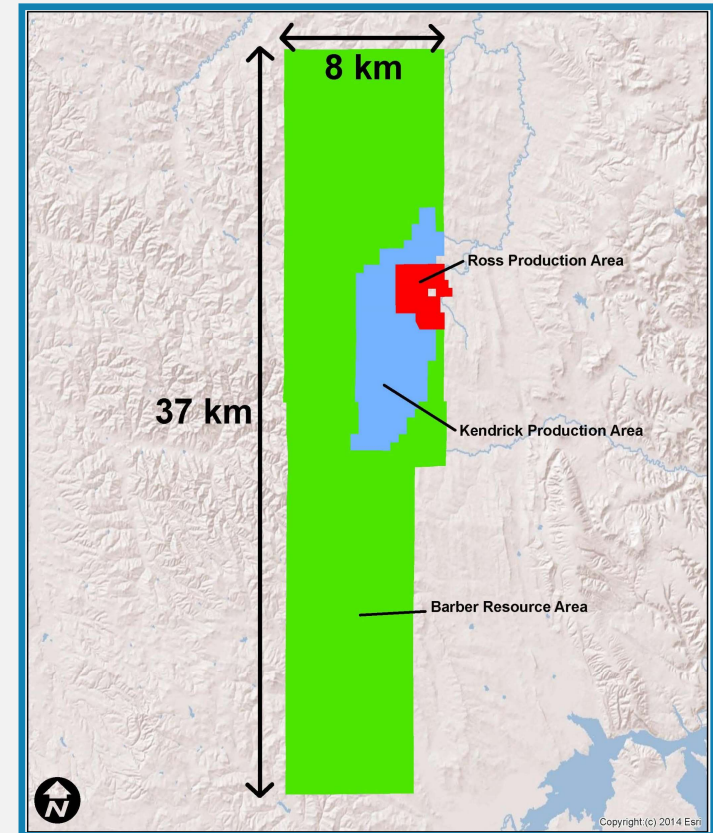 8 km
Ross Production Area
37 km
Kendrick Production Area
Barber Resource Area
N
Copyright:(c) 2014 Esri